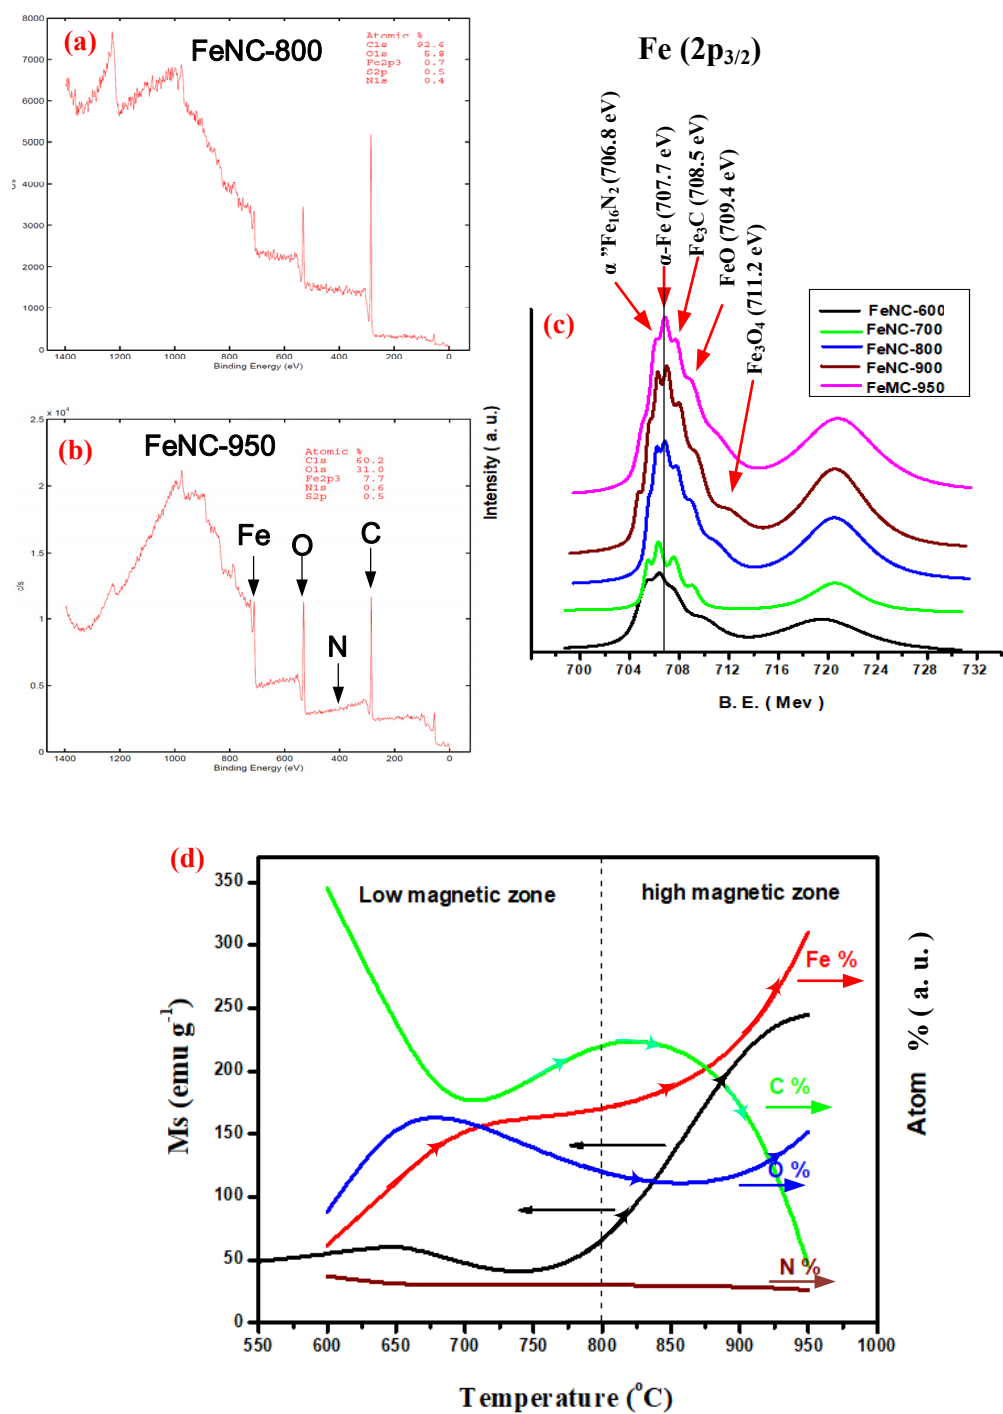 (a)
FeNC-800
Atomic %
C1s 92.6
O1s 5.8
Fe2p3 0.7
S2p 0.5
N1s 0.4
8000
7000
6000
5000
4000
3000
2000
1000
0
c/s
1400 1200 1000 800 600 400 200 0
Binding Energy (eV)
(b)
x 10⁴
FeNC-950
Atomic %
C1s 60.2
O1s 31.0
Fe2p3 7.7
N1s 0.6
S2p 0.5
Fe
O
C
N
2.5
2
1.5
1
0.5
0
c/s
1400 1200 1000 800 600 400 200 0
Binding Energy (eV)
Fe (2p3/2)
(c)
α ”Fe16N2 (706.8 eV)
α-Fe (707.7 eV)
Fe3C (708.5 eV)
FeO (709.4 eV)
Fe3O4 (711.2 eV)
FeNC-600
FeNC-700
FeNC-800
FeNC-900
FeMC-950
Intensity ( a. u.)
700 704 708 712 716 720 724 728 732
B. E. ( Mev )
(d)
Low magnetic zone
high magnetic zone
Fe %
C %
O %
N %
350
300
250
200
150
100
50
0
Ms (emu g-1)
Atom % ( a. u. )
550 600 650 700 750 800 850 900 950 1000
Temperature (°C)